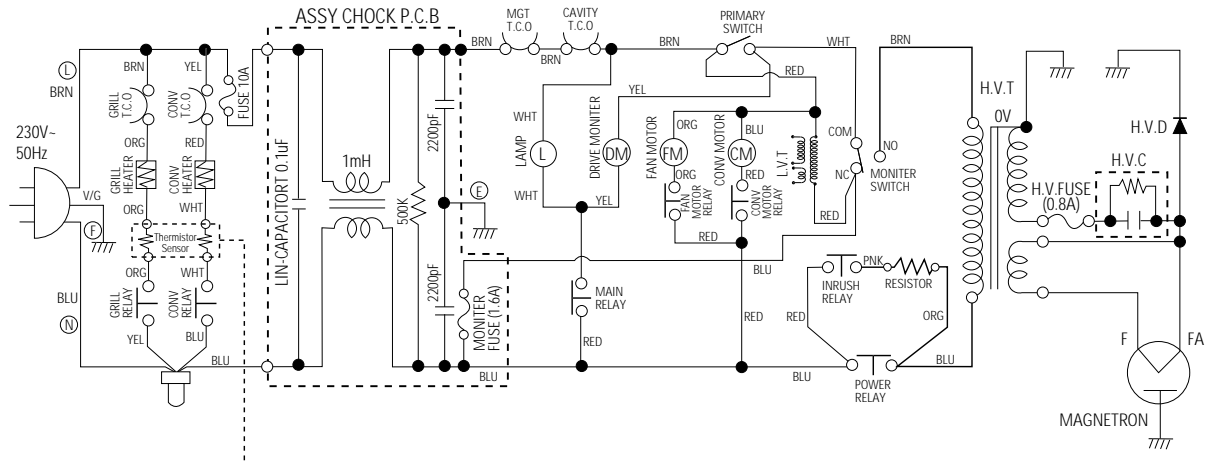 ASSY CHOCK P.C.B
MGT
T.C.O
CAVITY
T.C.O
PRIMARY
SWITCH
BRN
BRN
BRN
WHT
BRN
L
BRN
BRN
YEL
FUSE 10A
GRILL
T.C.O
CONV
T.C.O
RED
YEL
H.V.T
0V
H.V.D
230V~
50Hz
ORG
RED
2200pF
WHT
ORG
BLU
LAMP
L
DRIVE MONITER
DM
FAN MOTOR
FM
CONV MOTOR
CM
L.V.T
COM
NO
NC
MONITER
SWITCH
H.V.C
H.V.FUSE
(0.8A)
GRILL
HEATER
CONV
HEATER
LIN-CAPACITORT 0.1uF
1mH
500K
E
V/G
F
ORG
WHT
WHT
YEL
ORG
RED
FAN
MOTOR
RELAY
CONV
MOTOR
RELAY
RED
RED
Thermistor
Sensor
ORG
WHT
BLU
BLU
N
GRILL
RELAY
CONV
RELAY
2200pF
MONITER
FUSE (1.6A)
MAIN
RELAY
PNK
INRUSH
RELAY
RESISTOR
RED
RED
RED
ORG
YEL
BLU
BLU
BLU
BLU
POWER
RELAY
BLU
F
FA
MAGNETRON